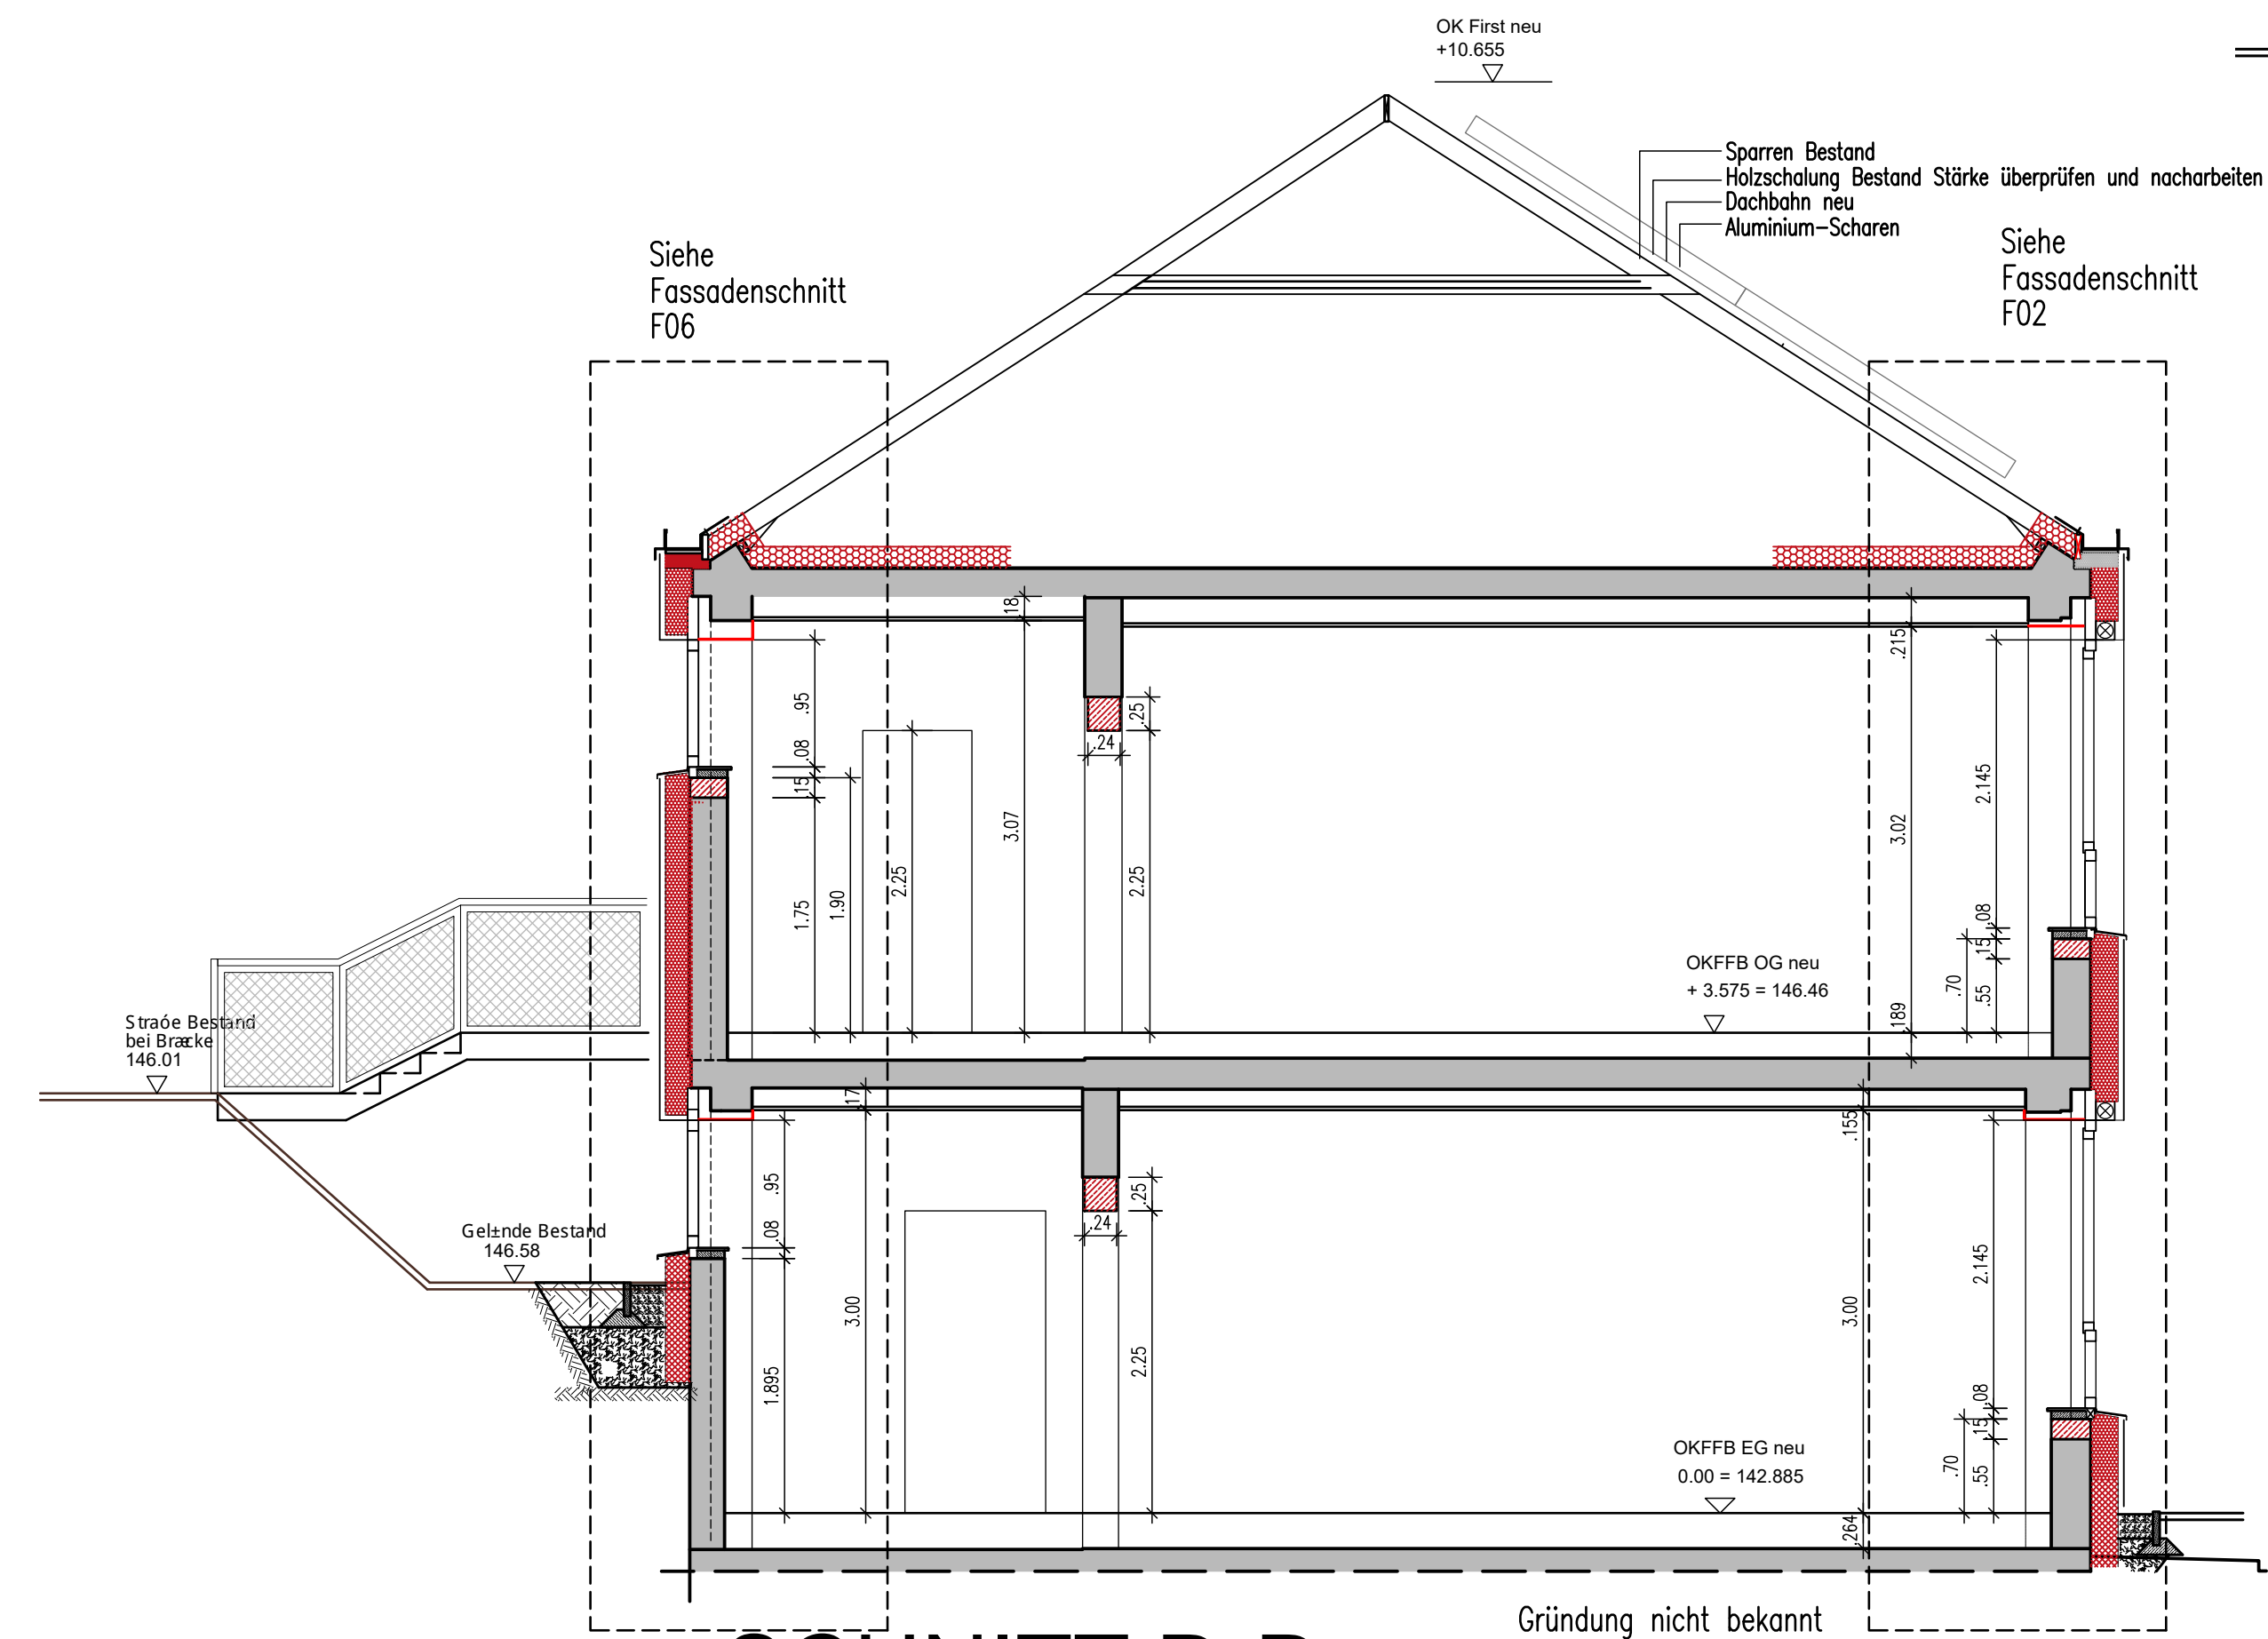 OK First neu
+10.655
Sparren Bestand
Holzschalung Bestand Stärke überprüfen und nacharbeiten
Dachbahn neu
Aluminium-Scharen
Siehe
Fassadenschnitt
F06
Siehe
Fassadenschnitt
F02
.18
.215
.95
.25
.24
.08
.15
2.145
3.07
3.02
2.25
1.90
1.75
2.25
.08
.15
.70
.55
OKFFB OG neu
+ 3.575 = 146.46
.189
Straóe Bestand
bei Bræcke
146.01
.17
.155
.95
.25
.24
.08
Gel±nde Bestand
146.58
2.145
3.00
3.00
2.25
1.895
.08
.15
.70
.55
OKFFB EG neu
0.00 = 142.885
.264
Gründung nicht bekannt